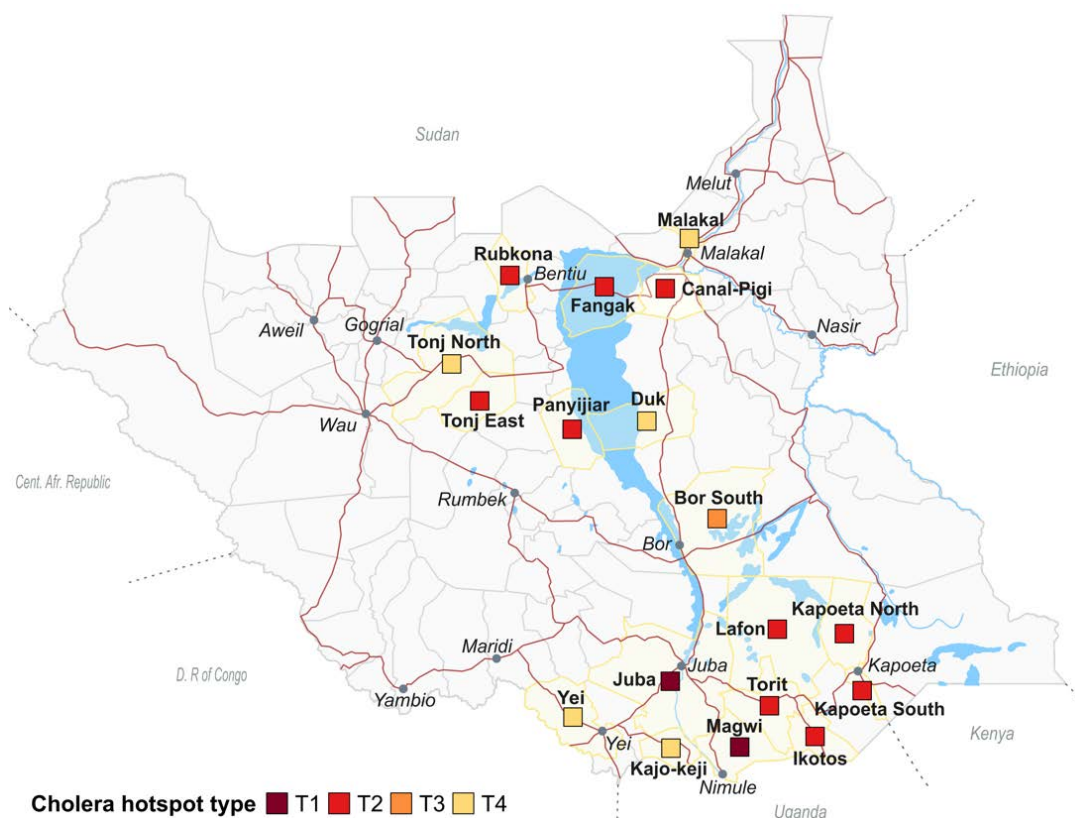 Sudan
Melut
Malakal
Malakal
Rubkona
Bentiu
Canal-Pigi
Fangak
Aweil
Gogrial
Nasir
Tonj North
Ethiopia
Tonj East
Panyijiar
Duk
Wau
Cent. Afr. Republic
Rumbek
Bor South
Bor
Kapoeta North
Lafon
Maridi
Juba
Kapoeta
D. R of Congo
Juba
Torit
Yambio
Yei
Kapoeta South
Magwi
Yei
Kenya
Ikotos
Kajo-keji
Nimule
Cholera hotspot type T1 T2 T3 T4
Uganda